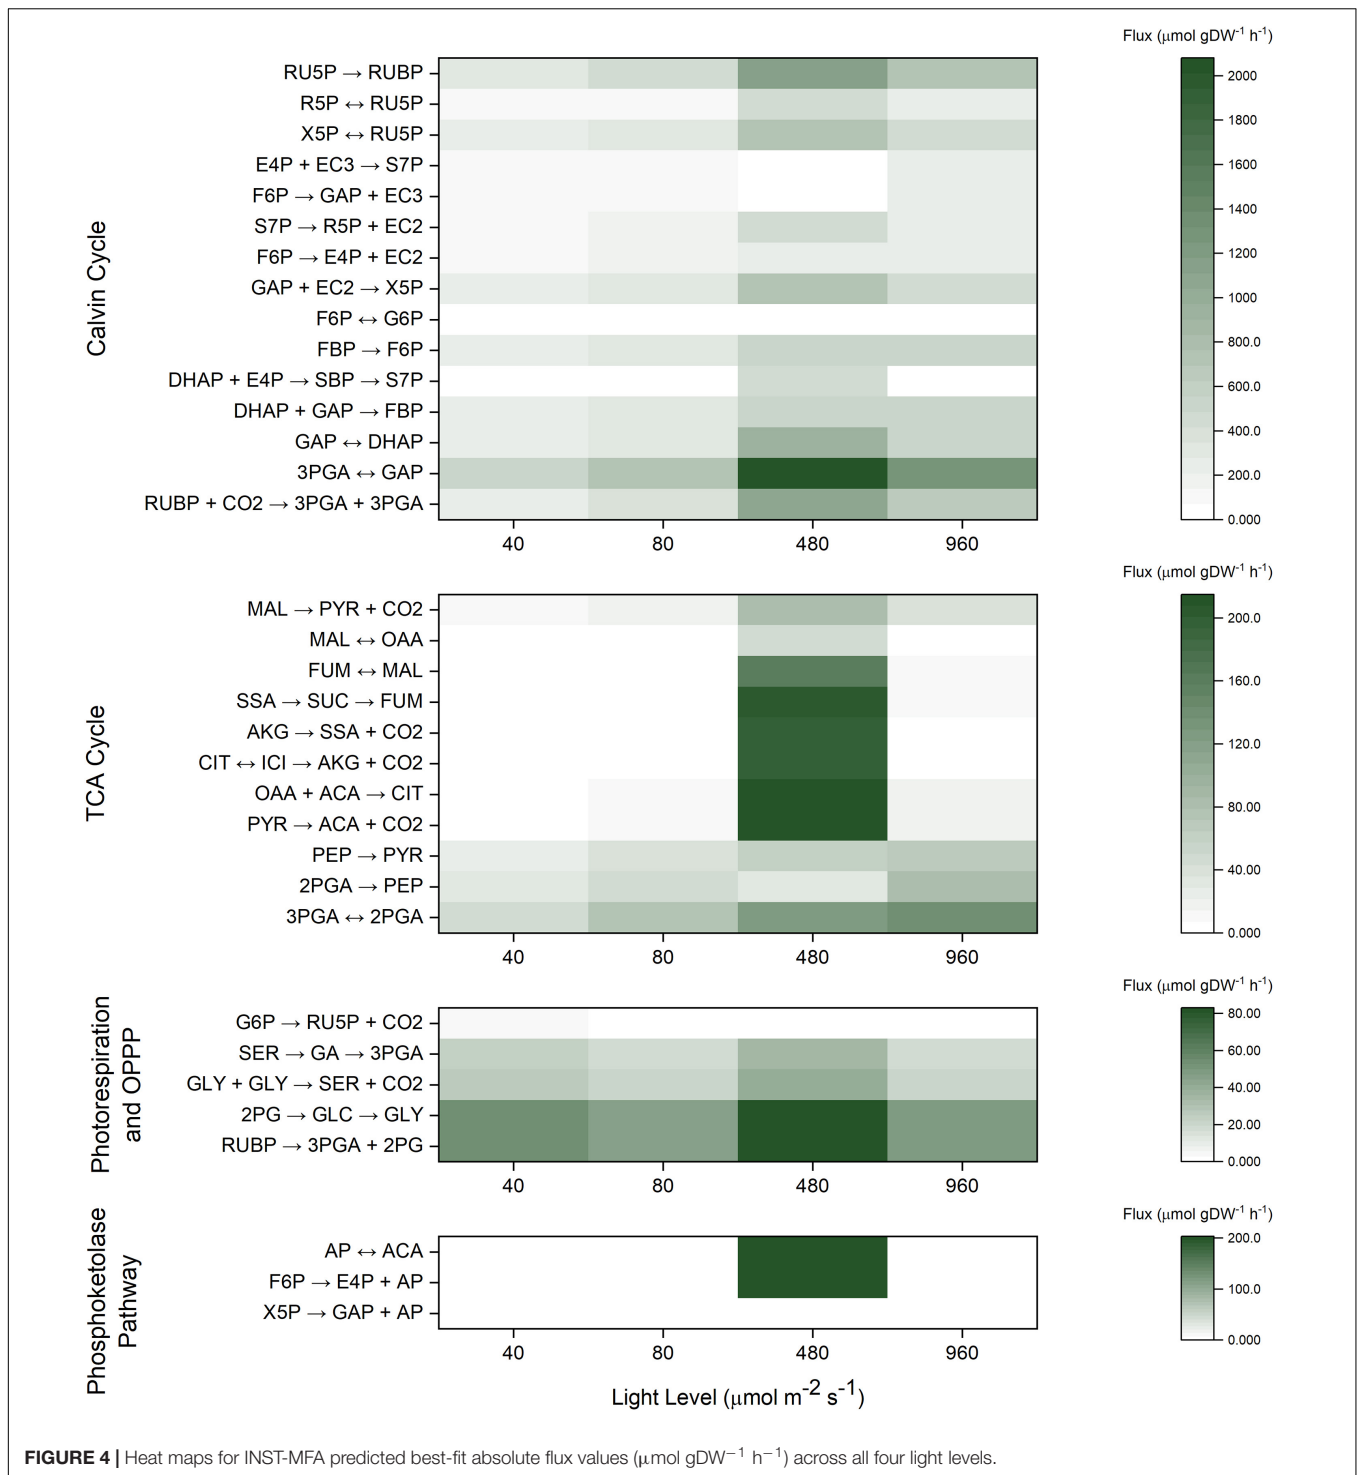 Flux (μmol gDW⁻¹ h⁻¹)
Calvin Cycle
RU5P → RUBP
R5P ↔ RU5P
X5P ↔ RU5P
E4P + EC3 → S7P
F6P → GAP + EC3
S7P → R5P + EC2
F6P → E4P + EC2
GAP + EC2 → X5P
F6P ↔ G6P
FBP → F6P
DHAP + E4P → SBP → S7P
DHAP + GAP → FBP
GAP ↔ DHAP
3PGA ↔ GAP
RUBP + CO2 → 3PGA + 3PGA
40 80 480 960
2000
1800
1600
1400
1200
1000
800.0
600.0
400.0
200.0
0.000
Flux (μmol gDW⁻¹ h⁻¹)
TCA Cycle
MAL → PYR + CO2
MAL ↔ OAA
FUM ↔ MAL
SSA → SUC → FUM
AKG → SSA + CO2
CIT ↔ ICI → AKG + CO2
OAA + ACA → CIT
PYR → ACA + CO2
PEP → PYR
2PGA → PEP
3PGA ↔ 2PGA
40 80 480 960
200.0
160.0
120.0
80.00
40.00
0.000
Flux (μmol gDW⁻¹ h⁻¹)
Photorespiration
and OPPP
G6P → RU5P + CO2
SER → GA → 3PGA
GLY + GLY → SER + CO2
2PG → GLC → GLY
RUBP → 3PGA + 2PG
40 80 480 960
80.00
60.00
40.00
20.00
0.000
Flux (μmol gDW⁻¹ h⁻¹)
Phosphoketolase
Pathway
AP ↔ ACA
F6P → E4P + AP
X5P → GAP + AP
40 80 480 960
200.0
100.0
0.000
Light Level (μmol m⁻² s⁻¹)
FIGURE 4 | Heat maps for INST-MFA predicted best-fit absolute flux values (μmol gDW⁻¹ h⁻¹) across all four light levels.